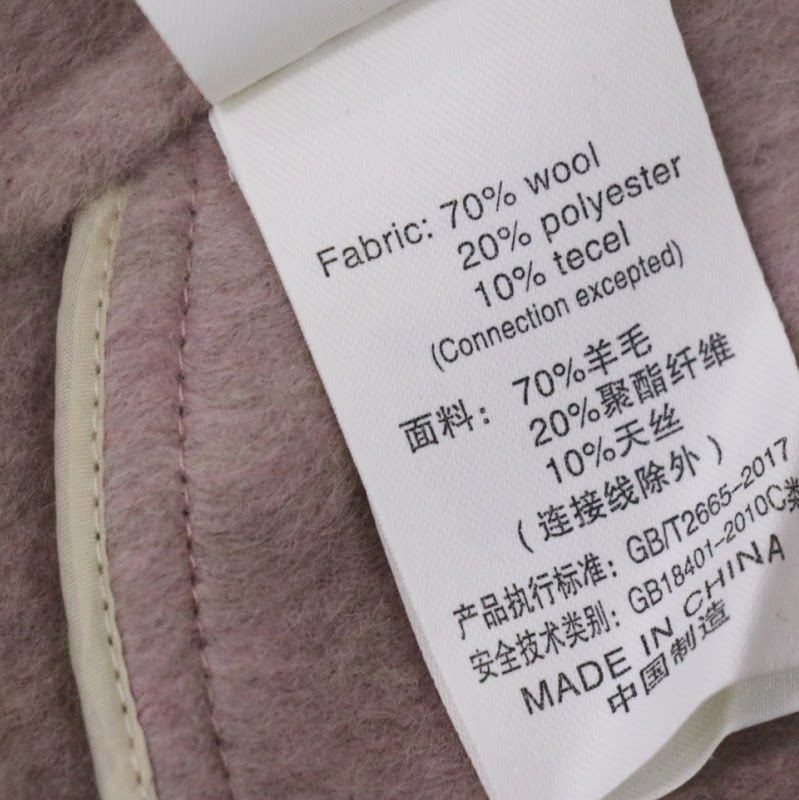 Fabric: 70% wool
20% polyester
10% tecel
(Connection excepted)
面料: 70%羊毛
20%聚酯纤维
10%天丝
(连接线除外)
产品执行标准: GB/T2665-2017
安全技术类别: GB18401-2010C类
MADE IN CHINA
中国制造